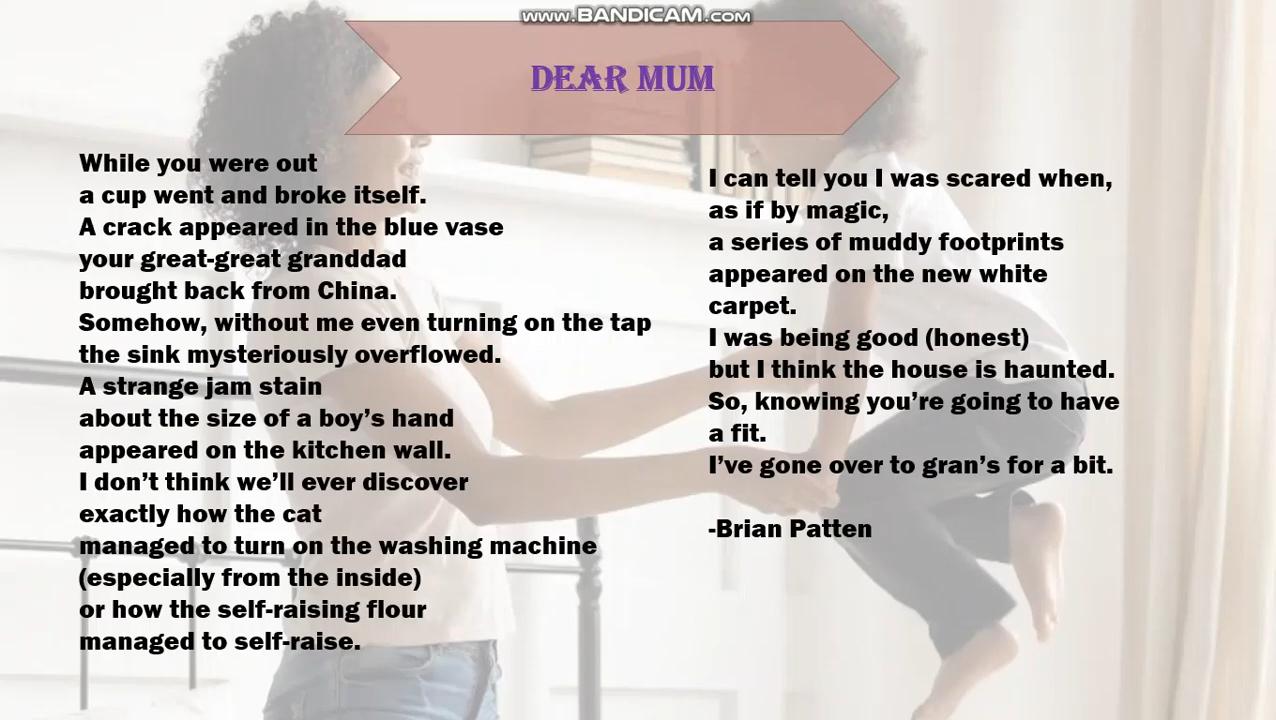 www.BANDICAM.com
DEAR MUM
While you were out
a cup went and broke itself.
A crack appeared in the blue vase
your great-great granddad
brought back from China.
Somehow, without me even turning on the tap
the sink mysteriously overflowed.
A strange jam stain
about the size of a boy’s hand
appeared on the kitchen wall.
I don’t think we’ll ever discover
exactly how the cat
managed to turn on the washing machine
(especially from the inside)
or how the self-raising flour
managed to self-raise.
I can tell you I was scared when,
as if by magic,
a series of muddy footprints
appeared on the new white
carpet.
I was being good (honest)
but I think the house is haunted.
So, knowing you’re going to have
a fit.
I’ve gone over to gran’s for a bit.
-Brian Patten